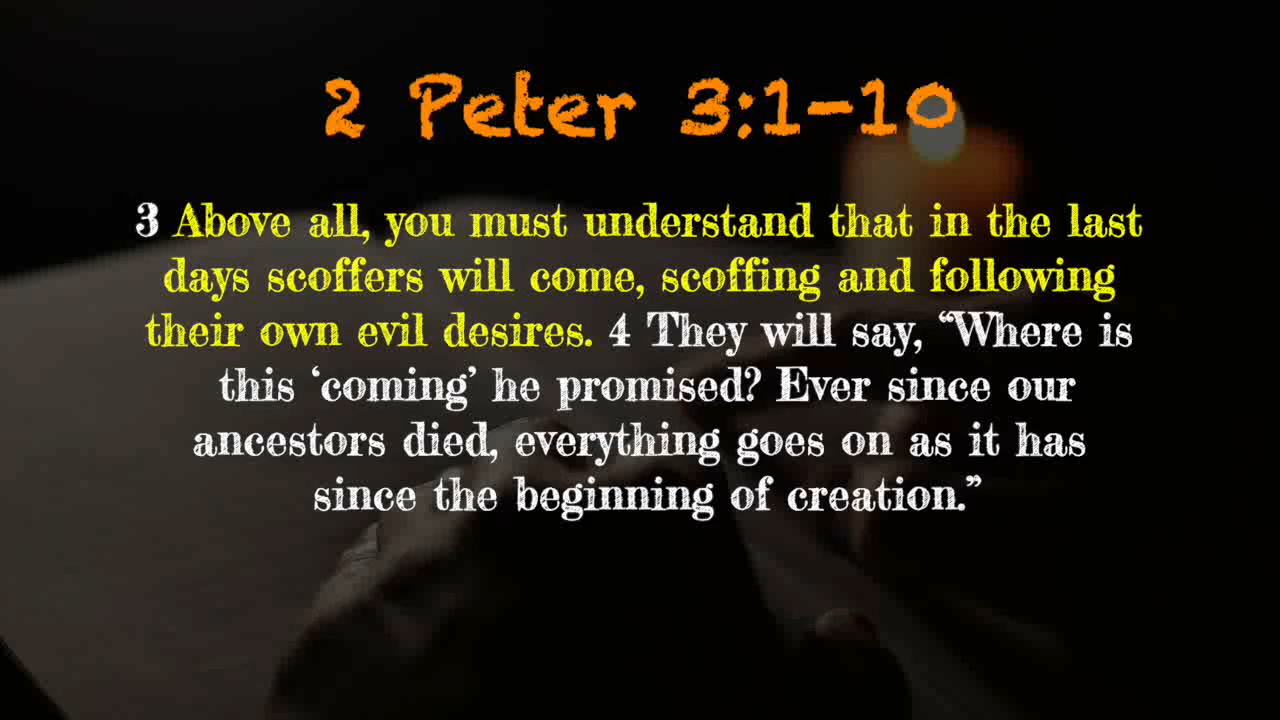 2 Peter 3:1-10
3 Above all, you must understand that in the last
days scoffers will come, scoffing and following
their own evil desires. 4 They will say, “Where is
this ‘coming’ he promised? Ever since our
ancestors died, everything goes on as it has
since the beginning of creation.”